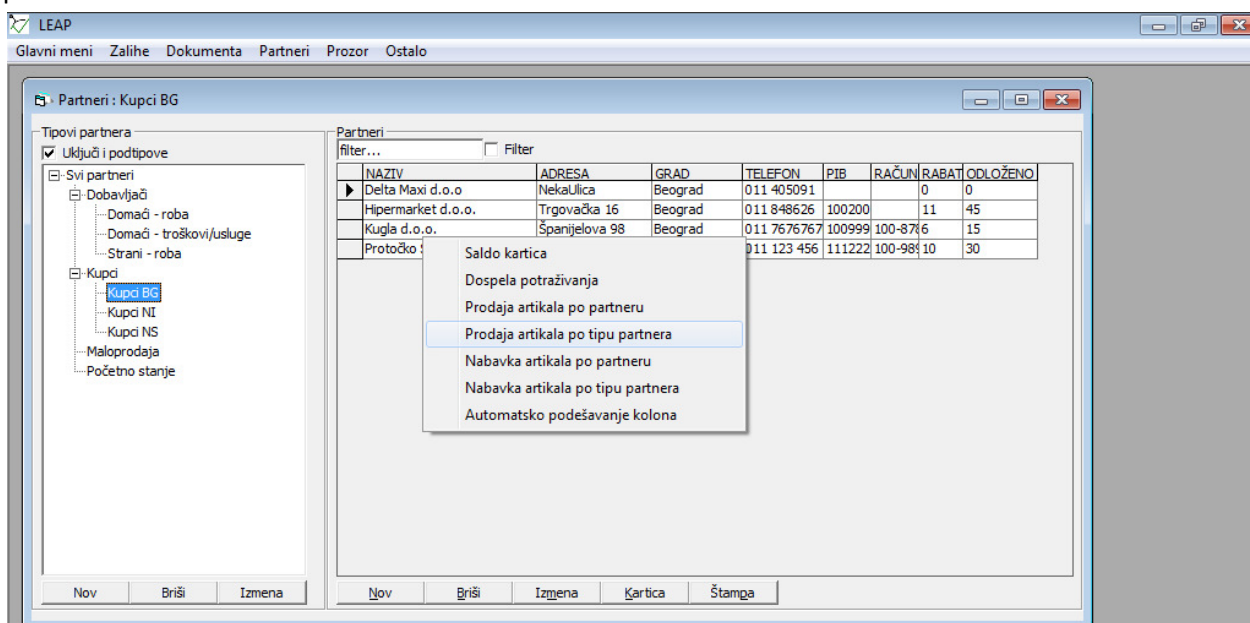 LEAP
Glavni meni Zalihe Dokumenta Partneri Prozor Ostalo
Partneri : Kupci BG
Tipovi partnera
Uključi i podtipove
Svi partneri
Dobavljači
Domaći - roba
Domaći - troškovi/usluge
Strani - roba
Kupci
Kupci BG
Kupci NI
Kupci NS
Maloprodaja
Početno stanje
Nov Briši Izmena
Partneri
filter... Filter
NAZIV ADRESA GRAD TELEFON PIB RAČUN RABAT ODLOŽENO
Delta Maxi d.o.o NekaUlica Beograd 011 405091 0 0
Hipermarket d.o.o. Trgovačka 16 Beograd 011 848626 100200 11 45
Kugla d.o.o. Španijelova 98 Beograd 011 7676767 100999 100-878 6 15
Protočko 011 123 456 111222 100-989 10 30
Saldo kartica
Dospela potraživanja
Prodaja artikala po partneru
Prodaja artikala po tipu partnera
Nabavka artikala po partneru
Nabavka artikala po tipu partnera
Automatsko podešavanje kolona
Nov Briši Izmena Kartica Štampa